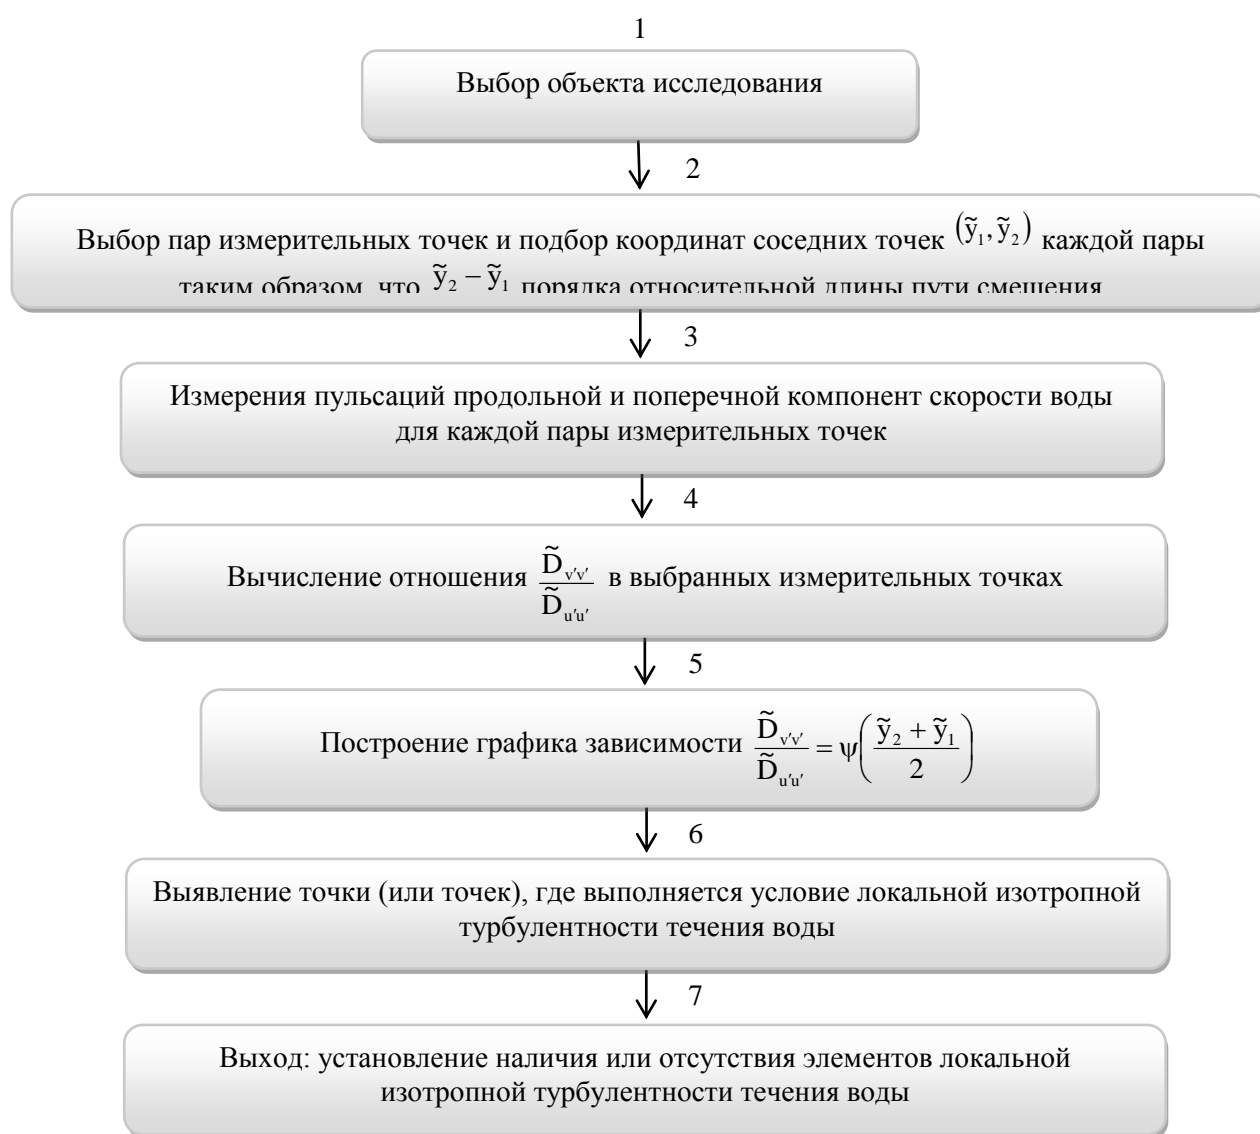 1
Выбор объекта исследования
2
Выбор пар измерительных точек и подбор координат соседних точек (ỹ₁, ỹ₂) каждой пары
таким образом, что ỹ₂ − ỹ₁ порядка относительной длины пути смешения
3
Измерения пульсаций продольной и поперечной компонент скорости воды
для каждой пары измерительных точек
4
Вычисление отношения D̃v′v′ / D̃u′u′ в выбранных измерительных точках
5
Построение графика зависимости D̃v′v′ / D̃u′u′ = ψ((ỹ₂ + ỹ₁) / 2)
6
Выявление точки (или точек), где выполняется условие локальной изотропной
турбулентности течения воды
7
Выход: установление наличия или отсутствия элементов локальной
изотропной турбулентности течения воды